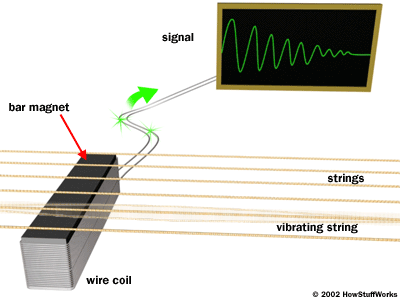 signal
bar magnet
strings
vibrating string
wire coil
© 2002 HowStuffWorks